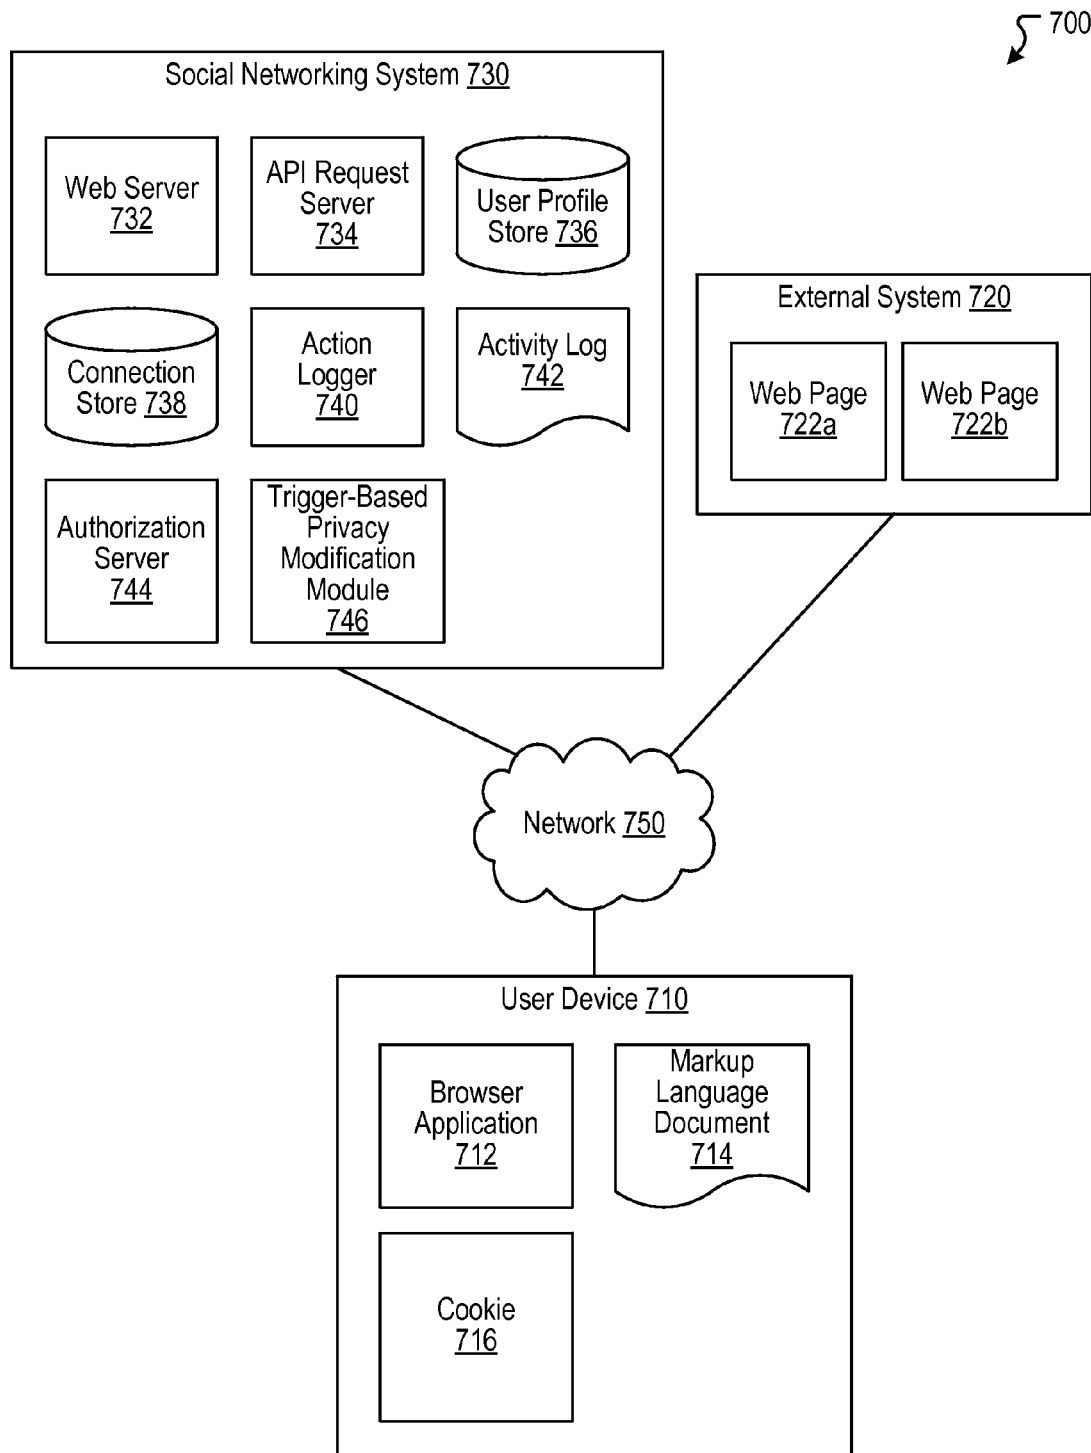 700
Social Networking System 730
Web Server
732
API Request
Server
734
User Profile
Store 736
Connection
Store 738
Action
Logger
740
Activity Log
742
Authorization
Server
744
Trigger-Based
Privacy
Modification
Module
746
External System 720
Web Page
722a
Web Page
722b
Network 750
User Device 710
Browser
Application
712
Markup
Language
Document
714
Cookie
716